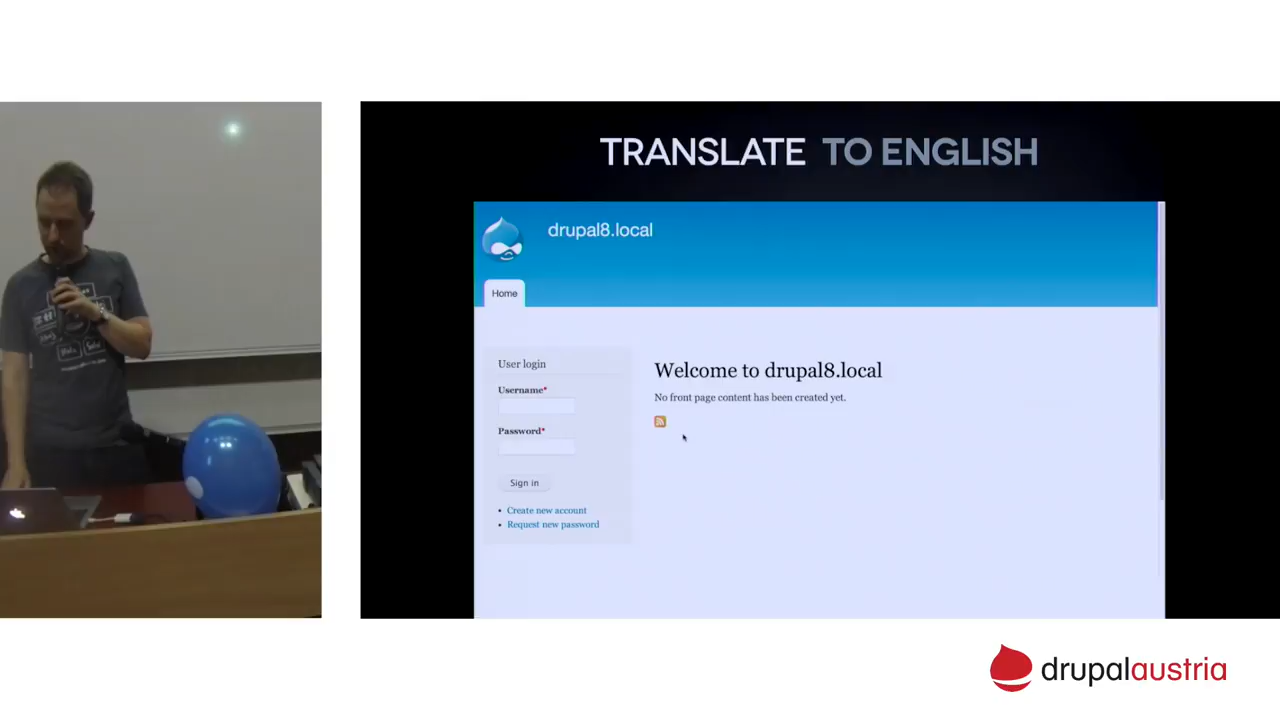 TRANSLATE TO ENGLISH
drupal8.local
Home
User login
Username*
Password*
Sign in
Create new account
Request new password
Welcome to drupal8.local
No front page content has been created yet.
drupalaustria